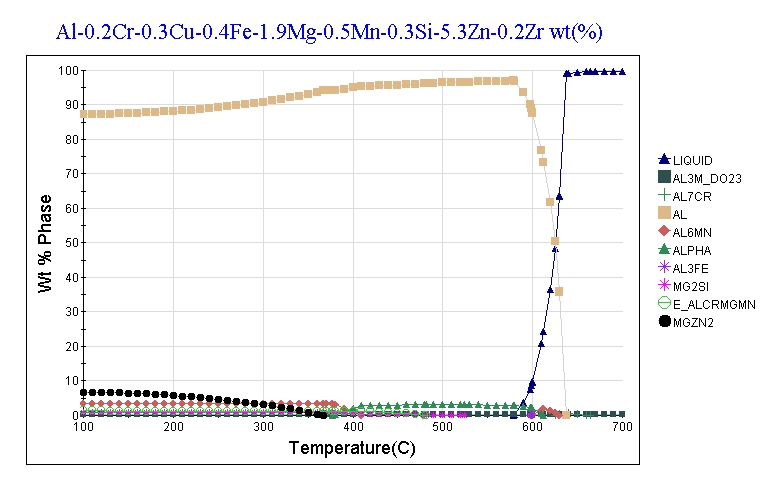 Al-0.2Cr-0.3Cu-0.4Fe-1.9Mg-0.5Mn-0.3Si-5.3Zn-0.2Zr wt(%)
100
90
80
70
60
50
40
30
20
10
0
Wt % Phase
100 200 300 400 500 600 700
Temperature(C)
LIQUID
AL3M_DO23
AL7CR
AL
AL6MN
ALPHA
AL3FE
MG2SI
E_ALCRMGMN
MGZN2